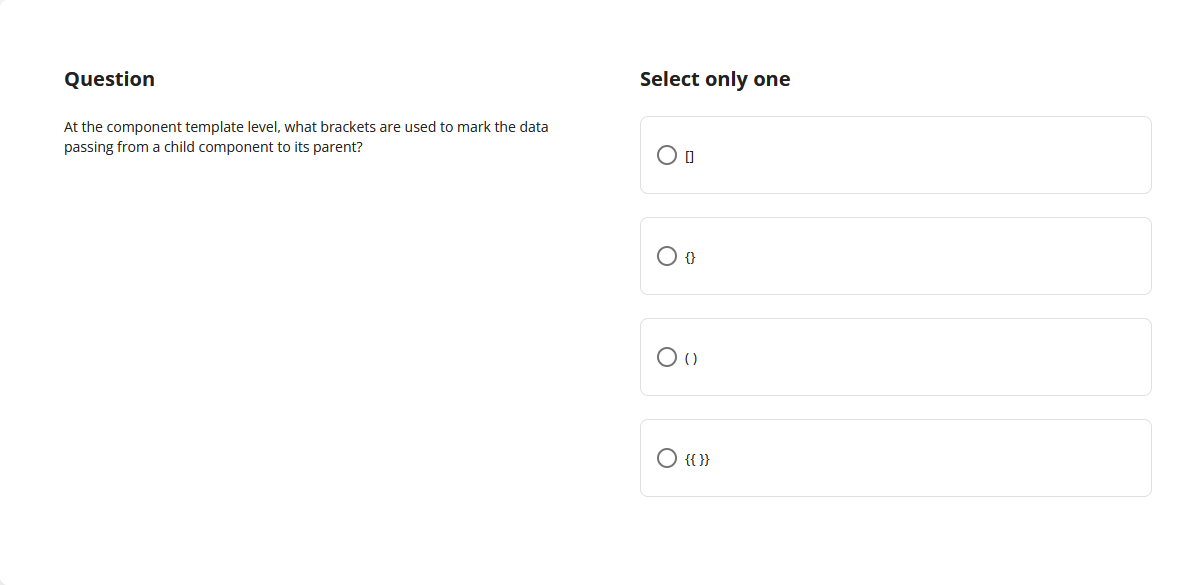 Question
At the component template level, what brackets are used to mark the data
passing from a child component to its parent?
Select only one
[]
{}
( )
{{ }}